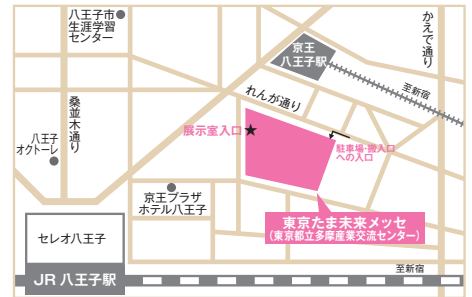 八王子市
生涯学習
センター
かえで通り
京王
八王子駅
至新宿
れんが通り
桑並木通り
展示室入口
駐車場・搬入口
への入口
八王子
オクトーレ
京王プラザ
ホテル八王子
東京たま未来メッセ
(東京都立多摩産業交流センター)
セレオ八王子
至新宿
JR 八王子駅